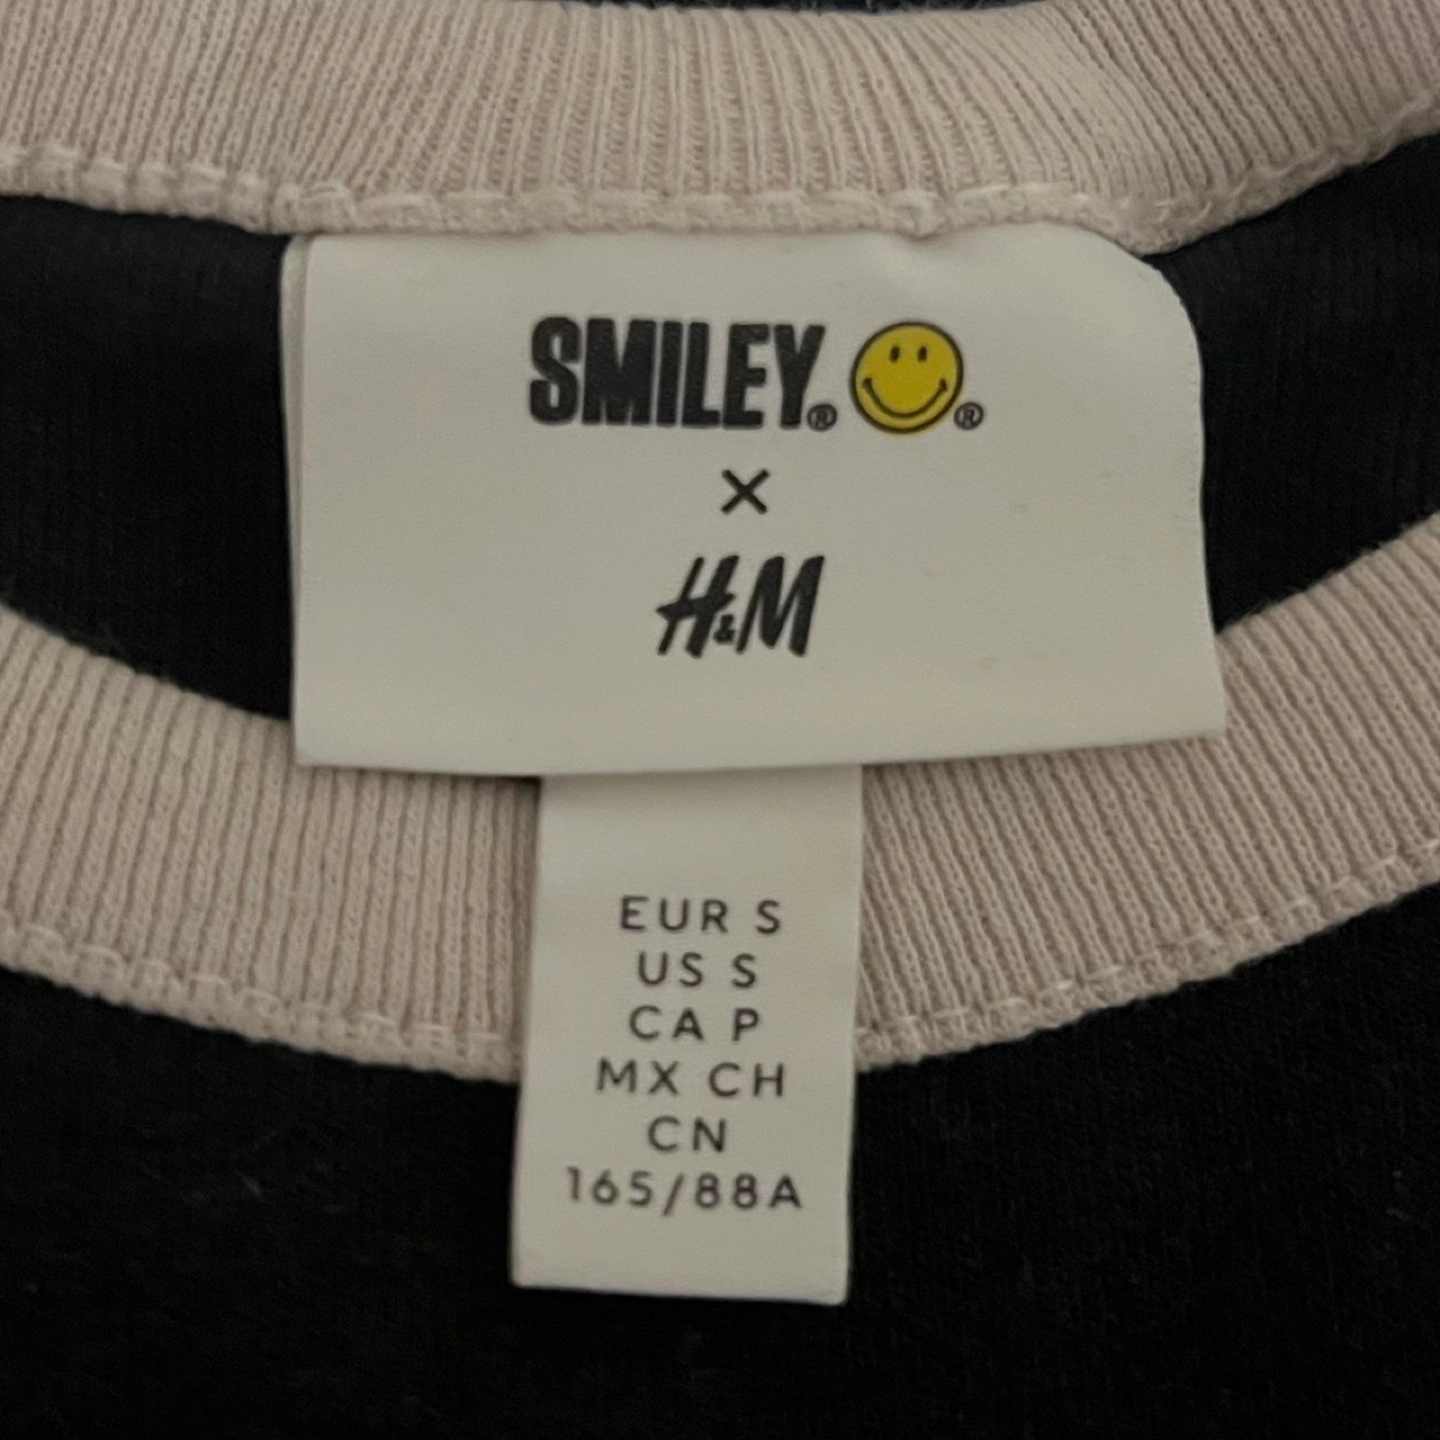 SMILEY® ®
×
H&M
EUR S
US S
CA P
MX CH
CN
165/88A